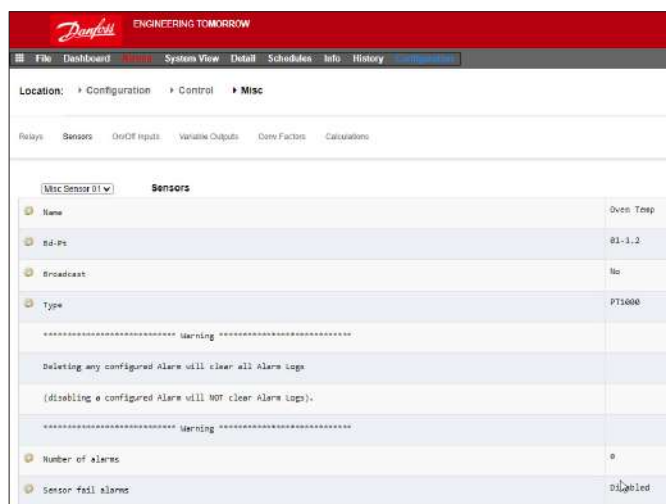 Danfoss ENGINEERING TOMORROW
File Dashboard Alarms System View Detail Schedules Info History Configuration
Location: Configuration Control Misc
Relays Sensors On/Off Inputs Variable Outputs Conv Factors Calculations
Misc Sensor 01 Sensors
Name Oven Temp
Bd-Pt 01-1.2
Broadcast No
Type PT1000
**************************** Warning ****************************
Deleting any configured Alarm will clear all Alarm Logs
(disabling a configured Alarm will NOT clear Alarm Logs).
**************************** Warning ****************************
Number of alarms 0
Sensor fail alarms Disabled